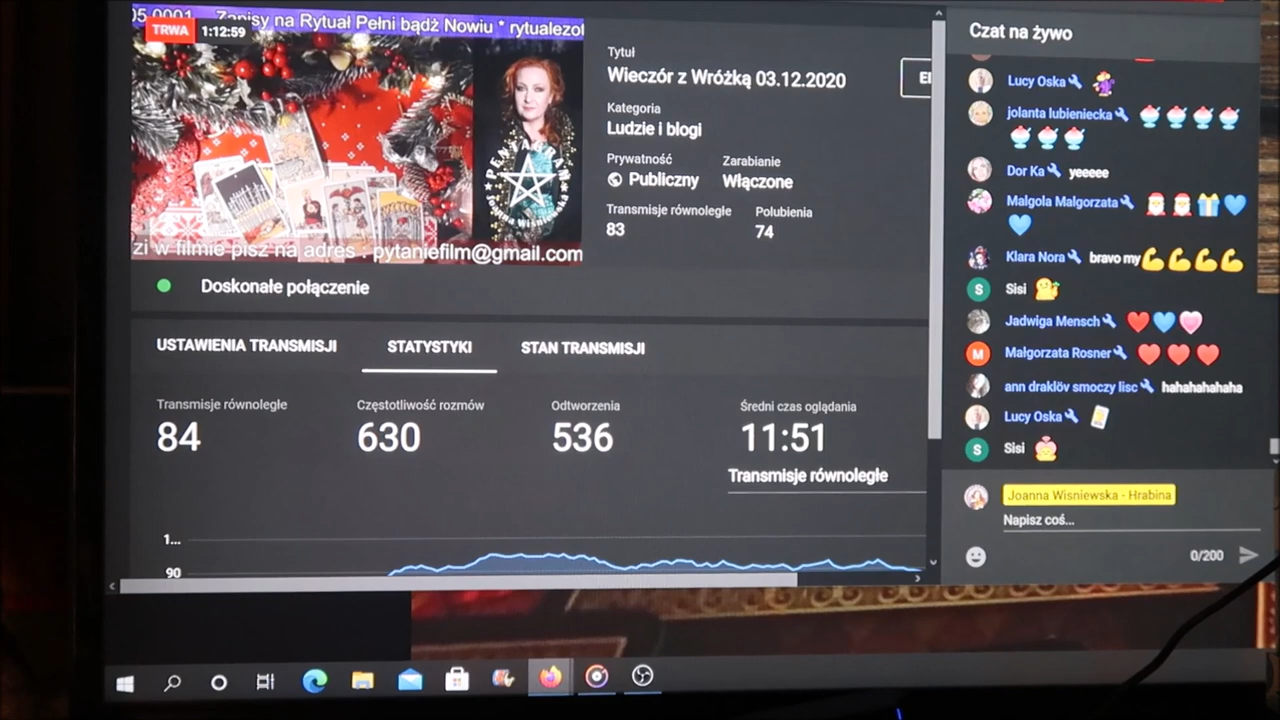 05 0001 Zapisy na Rytuał Pełni bądź Nowiu * rytualezo
TRWA 1:12:59
PENTAGRAM
zi w filmie pisz na adres : pytaniefilm@gmail.com
Tytuł
Wieczór z Wróżką 03.12.2020
Kategoria
Ludzie i blogi
Prywatność Zarabianie
Publiczny Włączone
Transmisje równoległe Polubienia
83 74
Doskonałe połączenie
USTAWIENIA TRANSMISJI STATYSTYKI STAN TRANSMISJI
Transmisje równoległe Częstotliwość rozmów Odtworzenia Średni czas oglądania
84 630 536 11:51
Transmisje równoległe
1...
90
Czat na żywo
Lucy Oska
jolanta lubieniecka
Dor Ka yeeeee
Malgola Malgorzata
Klara Nora bravo my
S Sisi
Jadwiga Mensch
M Małgorzata Rosner
ann draklöv smoczy lisc hahahahahaha
Lucy Oska
S Sisi
Joanna Wisniewska - Hrabina
Napisz coś...
0/200